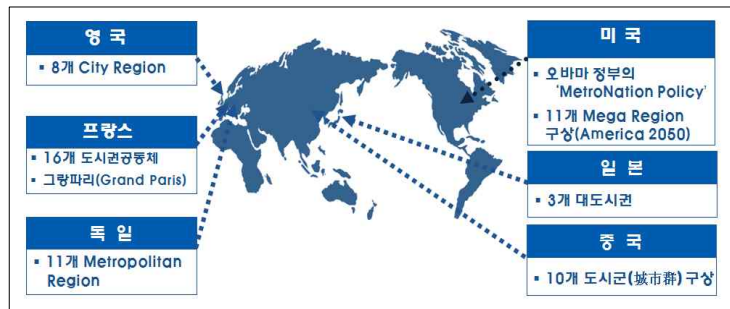 영 국
▪ 8개 City Region
프랑스
▪ 16개 도시권공동체
▪ 그랑파리(Grand Paris)
독 일
▪ 11개 Metropolitan
Region
미 국
▪ 오바마 정부의
‘MetroNation Policy’
▪ 11개 Mega Region
구상(America 2050)
일 본
▪ 3개 대도시권
중 국
▪ 10개 도시군(城市群) 구상